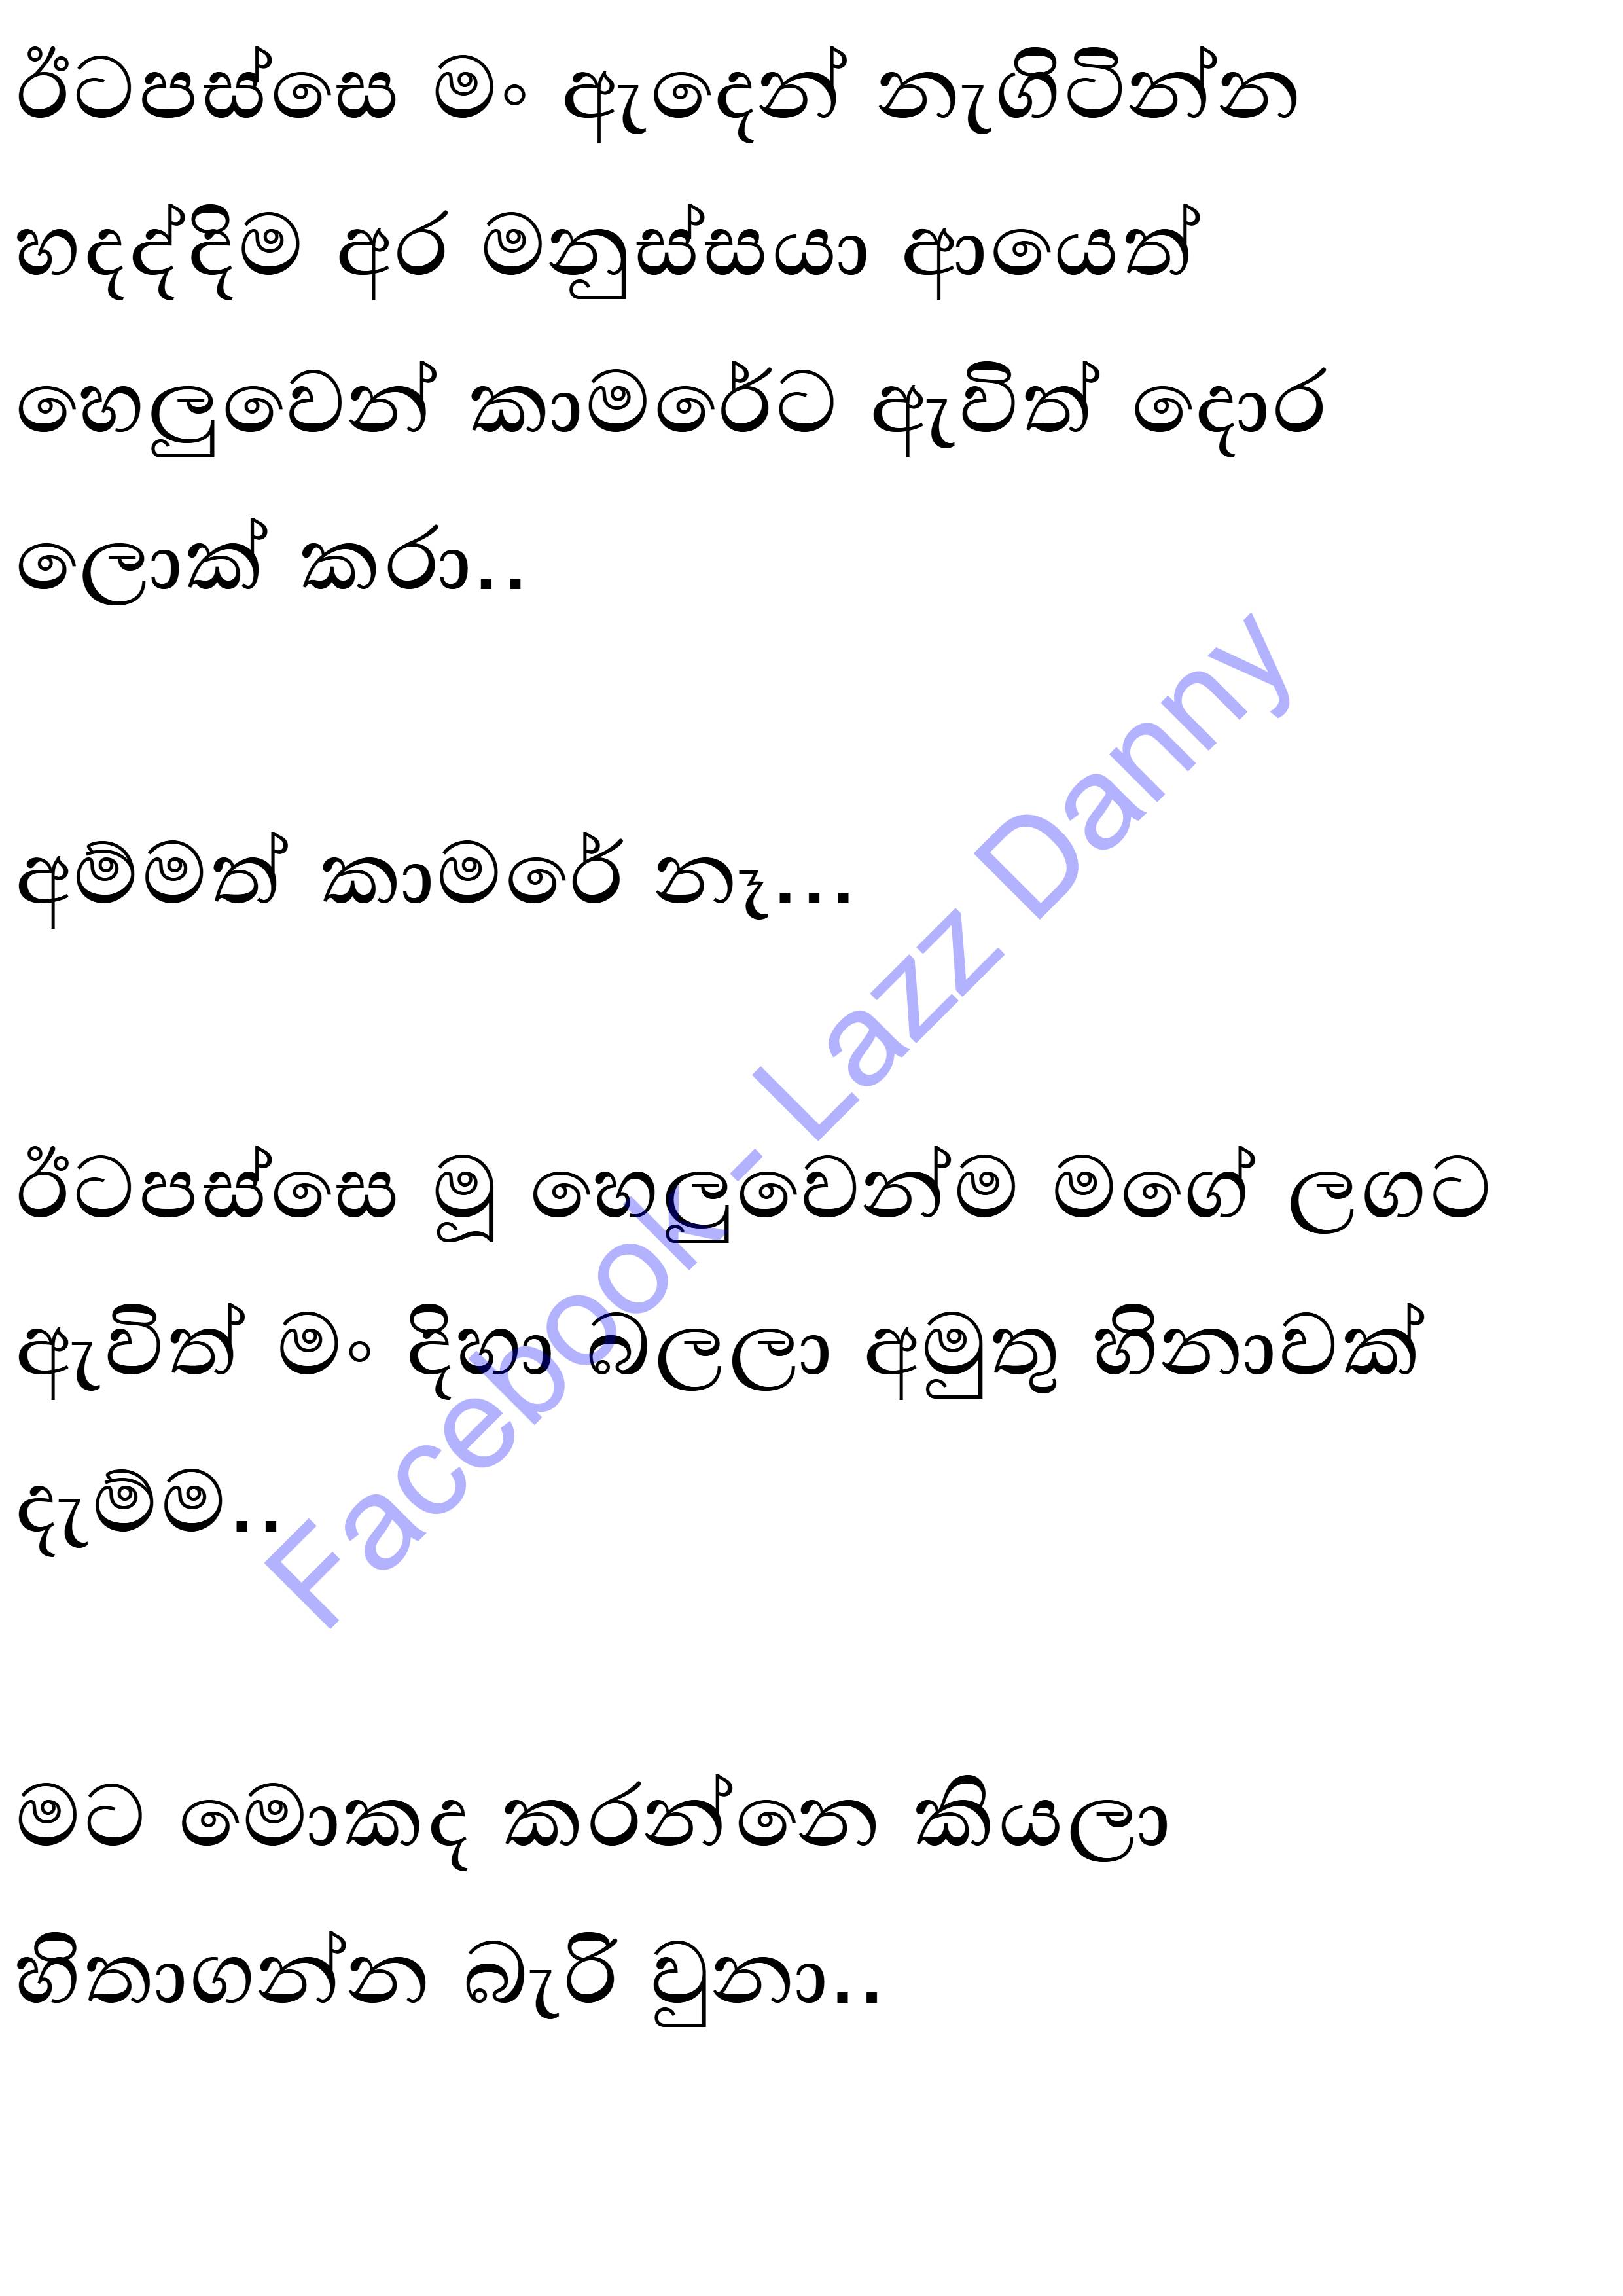 ඊටපස්සෙ මං ඇඳෙන් නැගිටින්න
හදද්දිම අර මනුස්සයා ආයෙත්
හෙලුවෙන් කාමරේට ඇවිත් දොර
ලොක් කරා..
අම්මත් කාමරේ නෑ...
ඊටපස්සෙ මූ හෙලුවෙන්ම මගේ ලගට
ඇවිත් මං දිහා බලලා අමුතු හිනාවක්
දැම්ම..
මට මොකද කරන්නෙ කියලා
හිතාගන්න බැරි වුනා..
Facebook- Lazz Danny